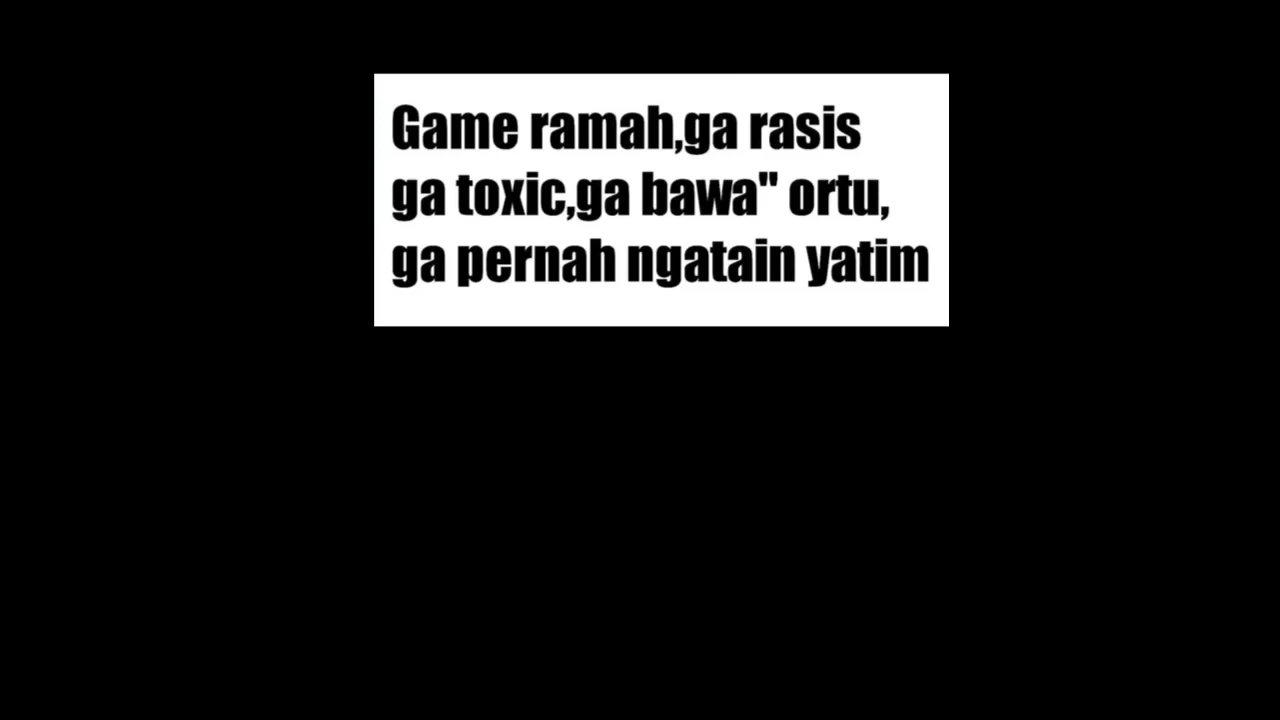 Game ramah,ga rasis
ga toxic,ga bawa" ortu,
ga pernah ngatain yatim